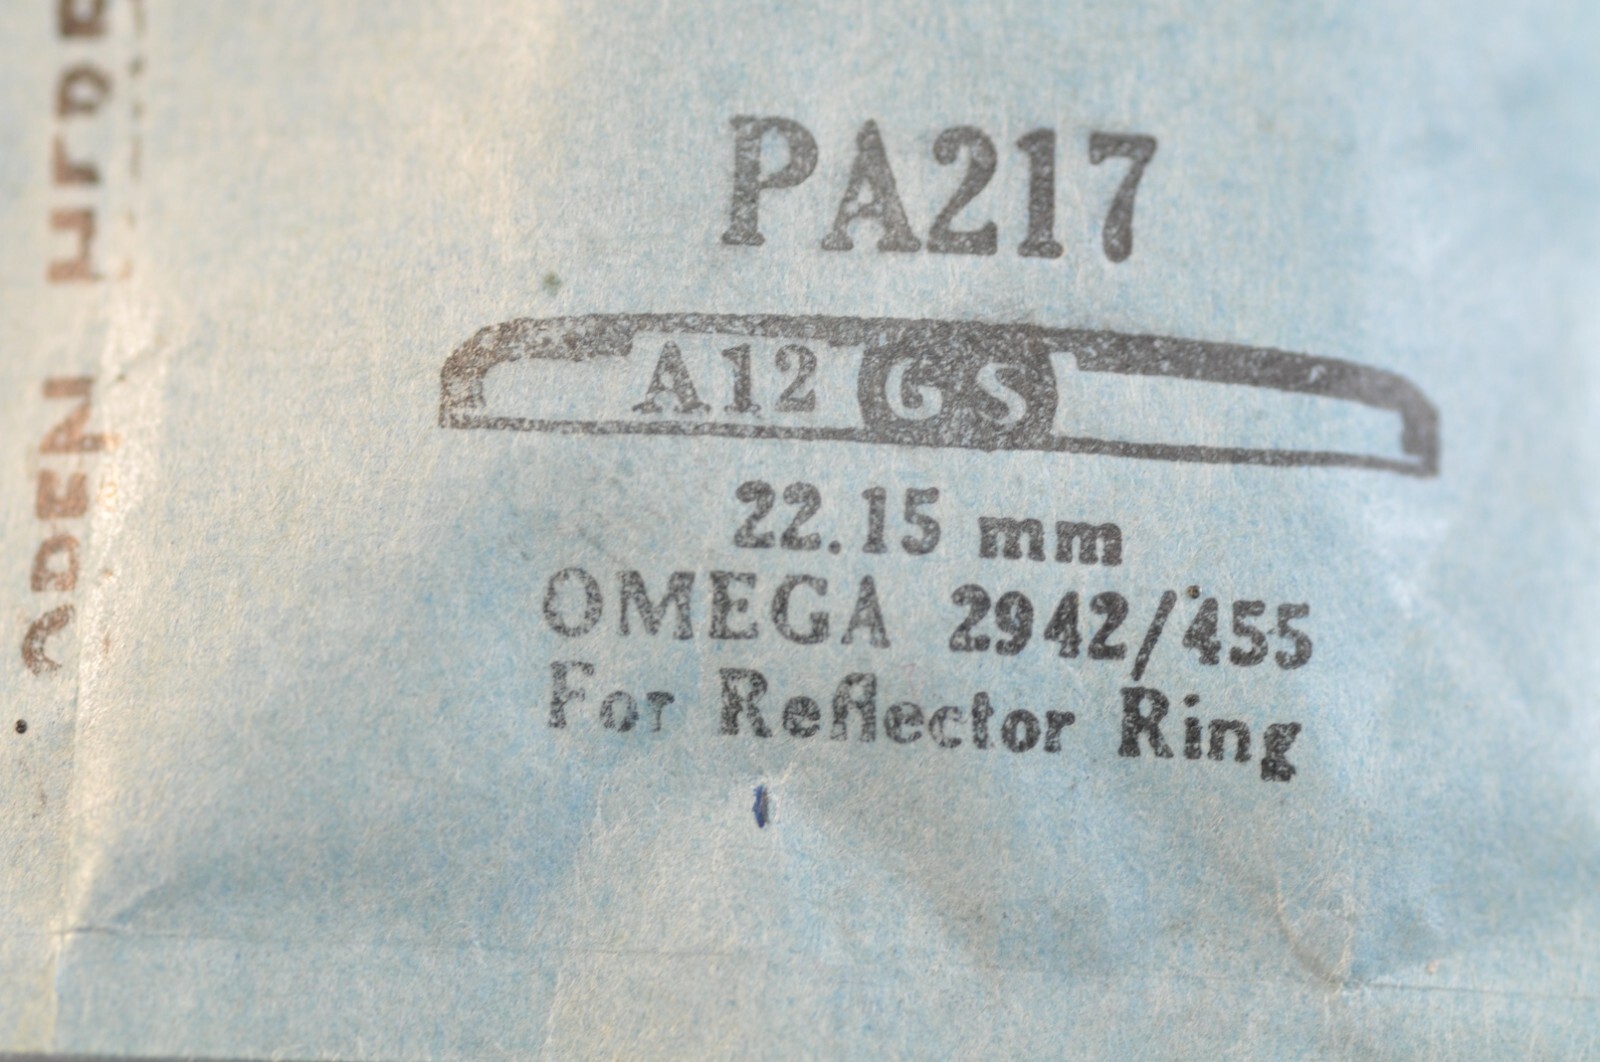 PA217
A12 GS
22.15 mm
OMEGA 2942/455
For Reflector Ring